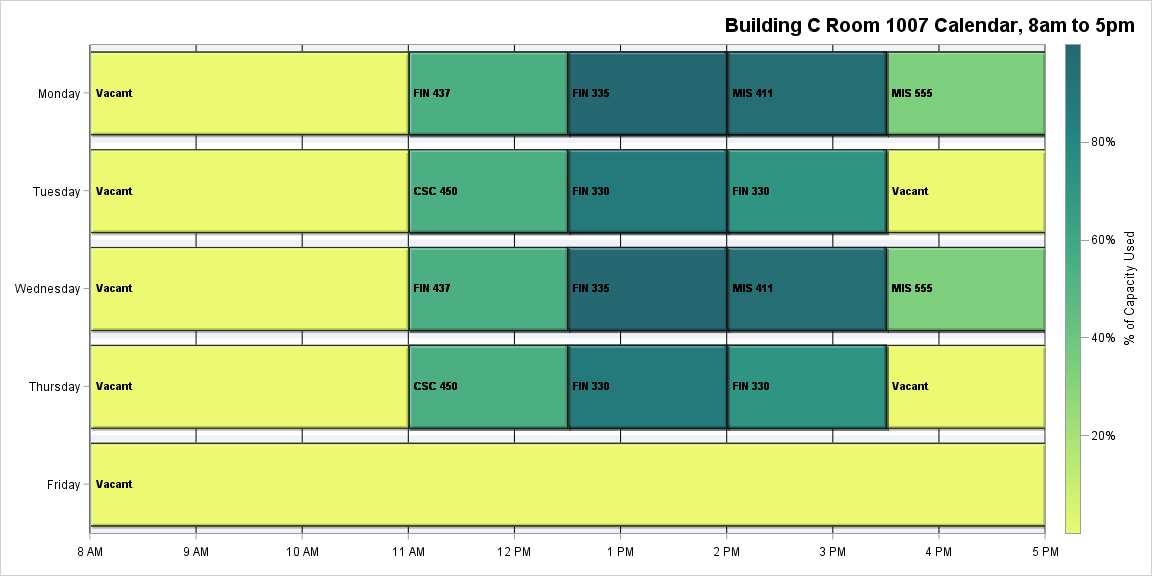 Building C Room 1007 Calendar, 8am to 5pm
Monday
Vacant
FIN 437
FIN 335
MIS 411
MIS 555
Tuesday
Vacant
CSC 450
FIN 330
FIN 330
Vacant
Wednesday
Vacant
FIN 437
FIN 335
MIS 411
MIS 555
Thursday
Vacant
CSC 450
FIN 330
FIN 330
Vacant
Friday
Vacant
8 AM
9 AM
10 AM
11 AM
12 PM
1 PM
2 PM
3 PM
4 PM
5 PM
80%
60%
40%
20%
% of Capacity Used